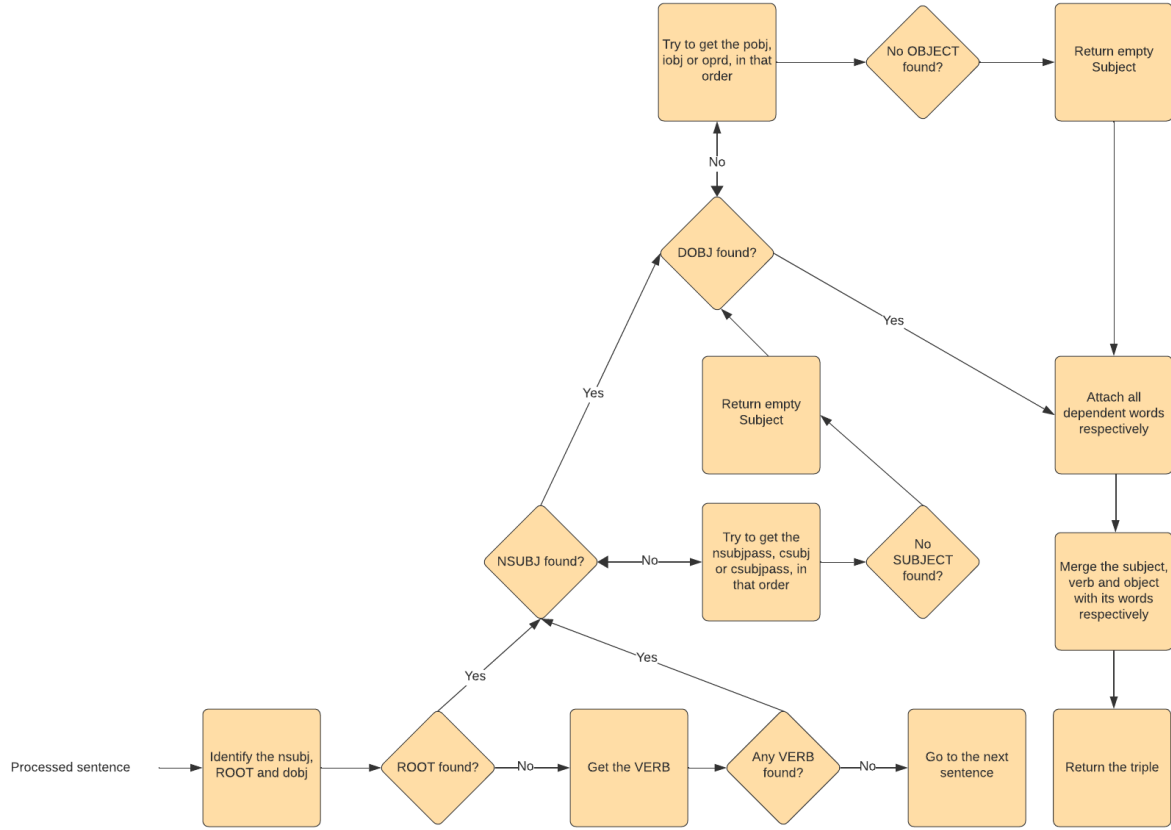 Try to get the pobj,
iobj or oprd, in that
order
No OBJECT
found?
Return empty
Subject
No
DOBJ found?
Yes
Yes
Return empty
Subject
Attach all
dependent words
respectively
NSUBJ found?
No
Try to get the
nsubjpass, csubj
or csubjpass, in
that order
No
SUBJECT
found?
Merge the subject,
verb and object
with its words
respectively
Yes
Yes
Processed sentence
Identify the nsubj,
ROOT and dobj
ROOT found?
No
Get the VERB
Any VERB
found?
No
Go to the next
sentence
Return the triple